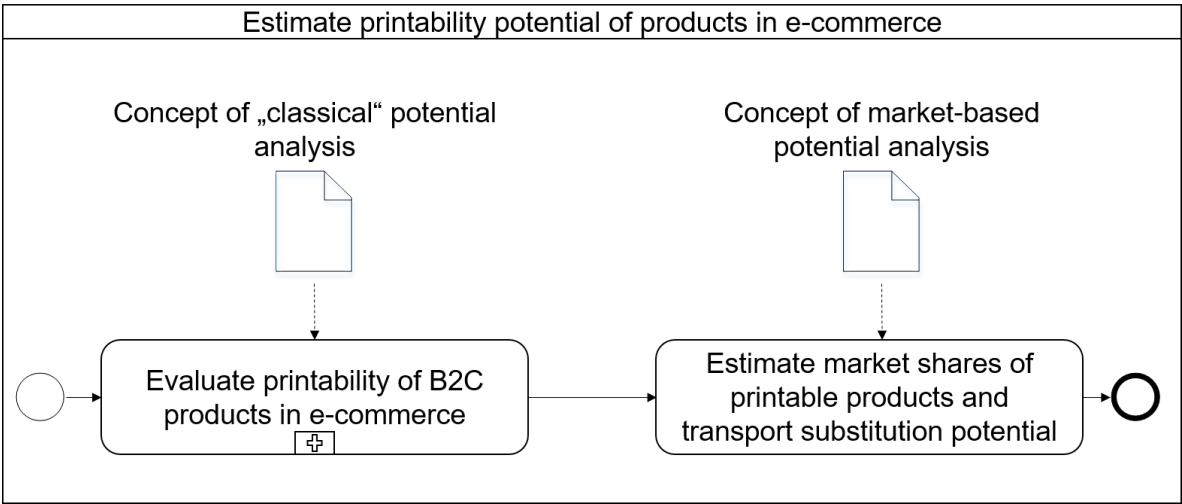 Estimate printability potential of products in e-commerce
Concept of „classical“ potential
analysis
Concept of market-based
potential analysis
Evaluate printability of B2C
products in e-commerce
Estimate market shares of
printable products and
transport substitution potential